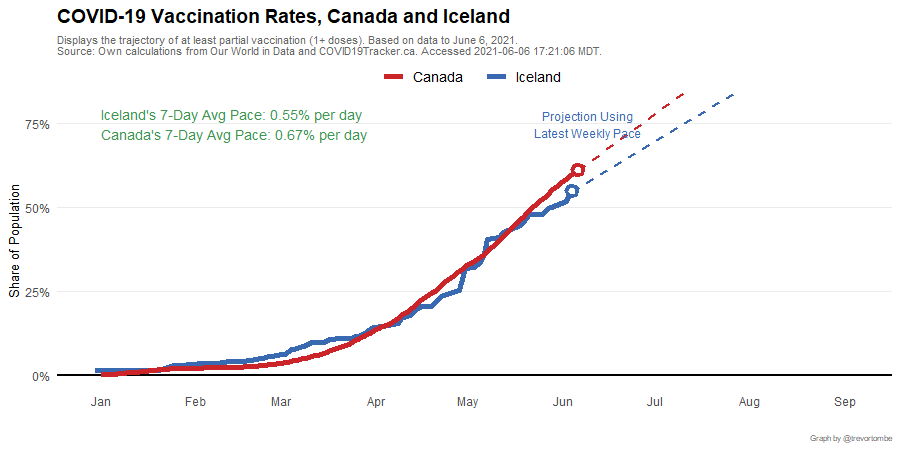 COVID-19 Vaccination Rates, Canada and Iceland
Displays the trajectory of at least partial vaccination (1+ doses). Based on data to June 6, 2021.
Source: Own calculations from Our World in Data and COVID19Tracker.ca. Accessed 2021-06-06 17:21:06 MDT.
Canada Iceland
Iceland's 7-Day Avg Pace: 0.55% per day
Canada's 7-Day Avg Pace: 0.67% per day
Projection Using
Latest Weekly Pace
Share of Population
75%
50%
25%
0%
Jan Feb Mar Apr May Jun Jul Aug Sep
Graph by @trevortombe